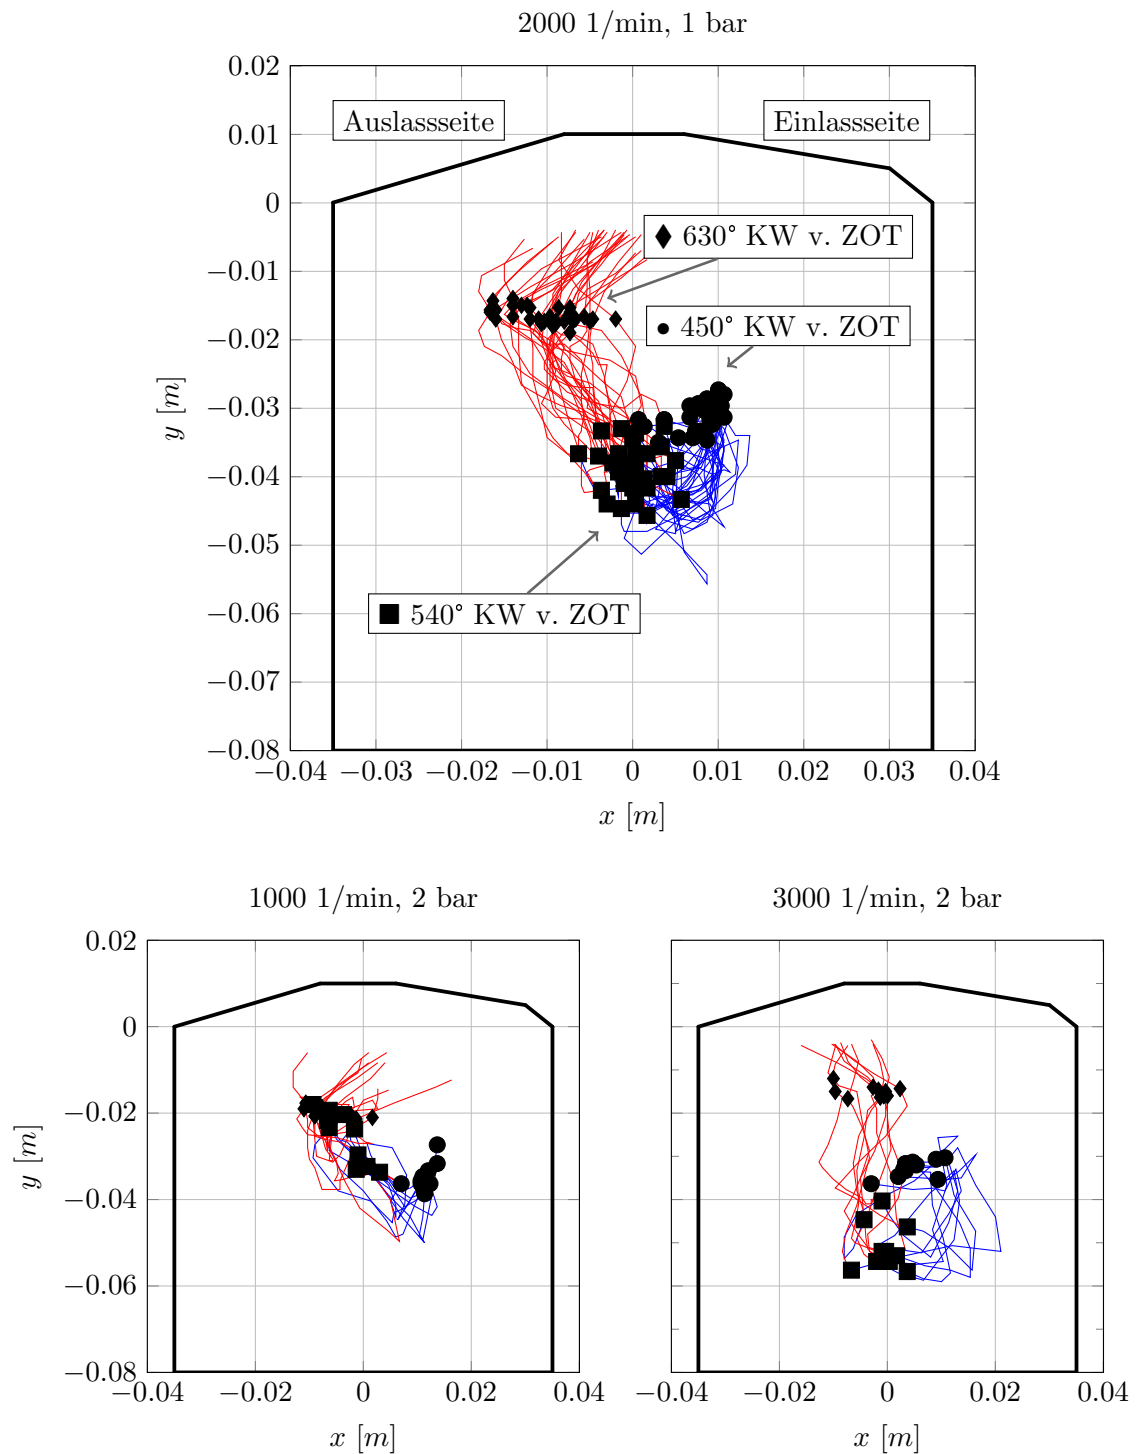 2000 1/min, 1 bar
0.02
0.01
0
−0.01
−0.02
−0.03
−0.04
−0.05
−0.06
−0.07
−0.08
y [m]
Auslassseite
Einlassseite
630° KW v. ZOT
450° KW v. ZOT
540° KW v. ZOT
−0.04 −0.03 −0.02 −0.01 0 0.01 0.02 0.03 0.04
x [m]
1000 1/min, 2 bar
0.02
0
−0.02
−0.04
−0.06
−0.08
y [m]
−0.04 −0.02 0 0.02 0.04
x [m]
3000 1/min, 2 bar
−0.04 −0.02 0 0.02 0.04
x [m]